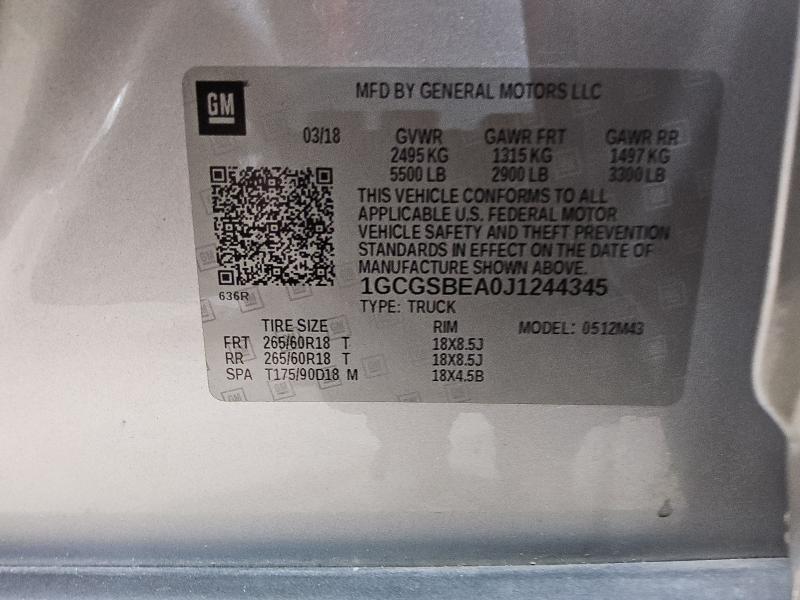 GM
MFD BY GENERAL MOTORS LLC
03/18 GVWR GAWR FRT GAWR RR
2495 KG 1315 KG 1497 KG
5500 LB 2900 LB 3300 LB
THIS VEHICLE CONFORMS TO ALL
APPLICABLE U.S. FEDERAL MOTOR
VEHICLE SAFETY AND THEFT PREVENTION
STANDARDS IN EFFECT ON THE DATE OF
MANUFACTURE SHOWN ABOVE.
636R
1GCGSBEA0J1244345
TYPE: TRUCK
TIRE SIZE RIM MODEL: 0512M43
FRT 265/60R18 T 18X8.5J
RR 265/60R18 T 18X8.5J
SPA T175/90D18 M 18X4.5B